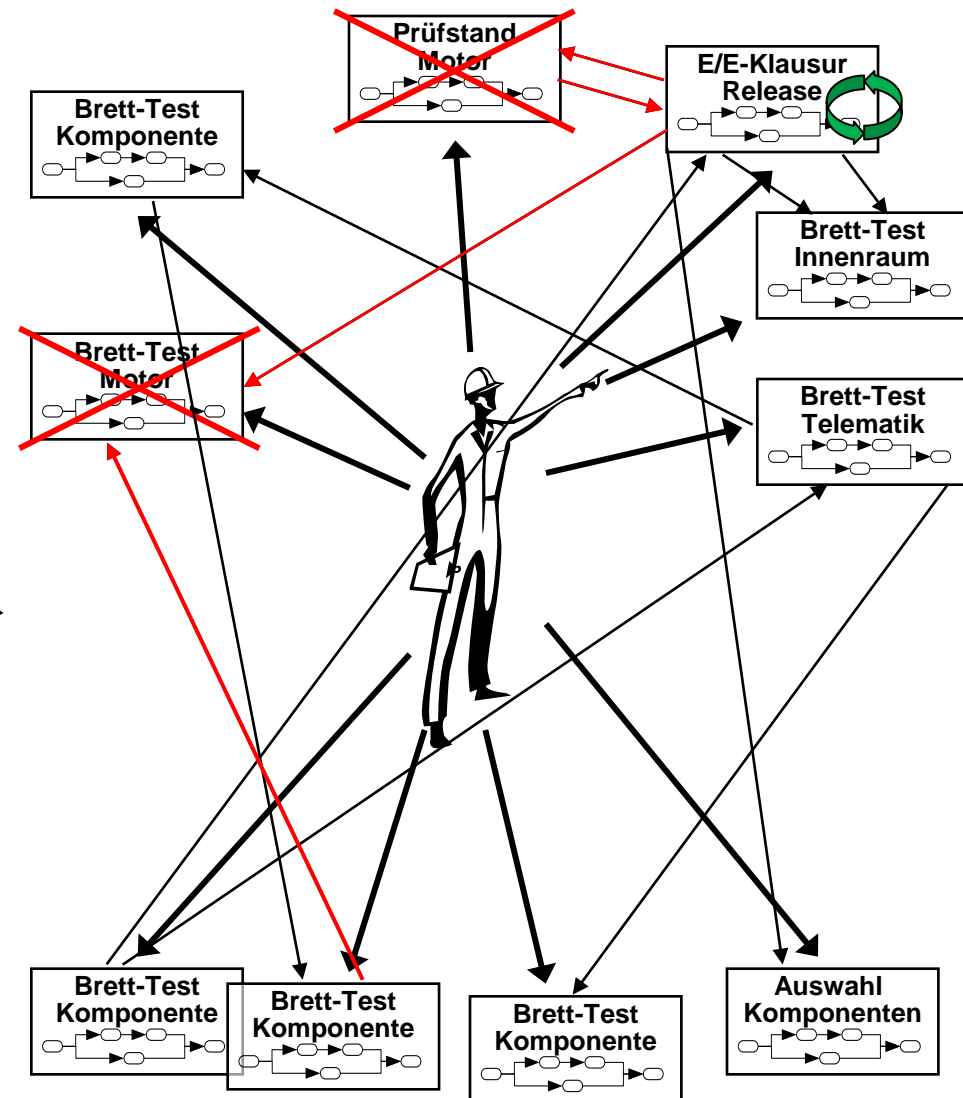 Prüfstand
Motor
E/E-Klausur
Release
Brett-Test
Komponente
Brett-Test
Innenraum
Brett-Test
Motor
Brett-Test
Telematik
Brett-Test
Komponente
Brett-Test
Komponente
Brett-Test
Komponente
Auswahl
Komponenten